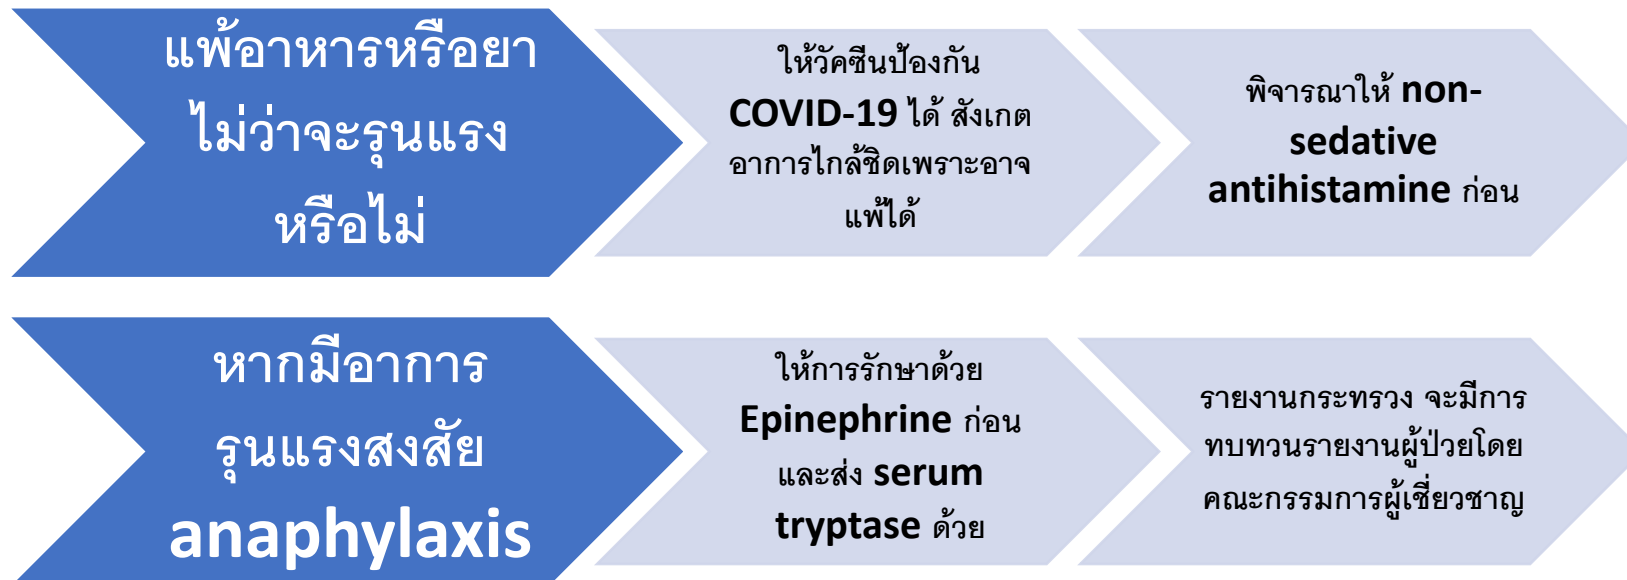 แพ้อาหารหรือยา
ไม่ว่าจะรุนแรง
หรือไม่
ให้วัคซีนป้องกัน
COVID-19 ได้ สังเกต
อาการไกล้ชิดเพราะอาจ
แพ้ได้
พิจารณาให้ non-
sedative
antihistamine ก่อน
หากมีอาการ
รุนแรงสงสัย
anaphylaxis
ให้การรักษาด้วย
Epinephrine ก่อน
และส่ง serum
tryptase ด้วย
รายงานกระทรวง จะมีการ
ทบทวนรายงานผู้ป่วยโดย
คณะกรรมการผู้เชี่ยวชาญ